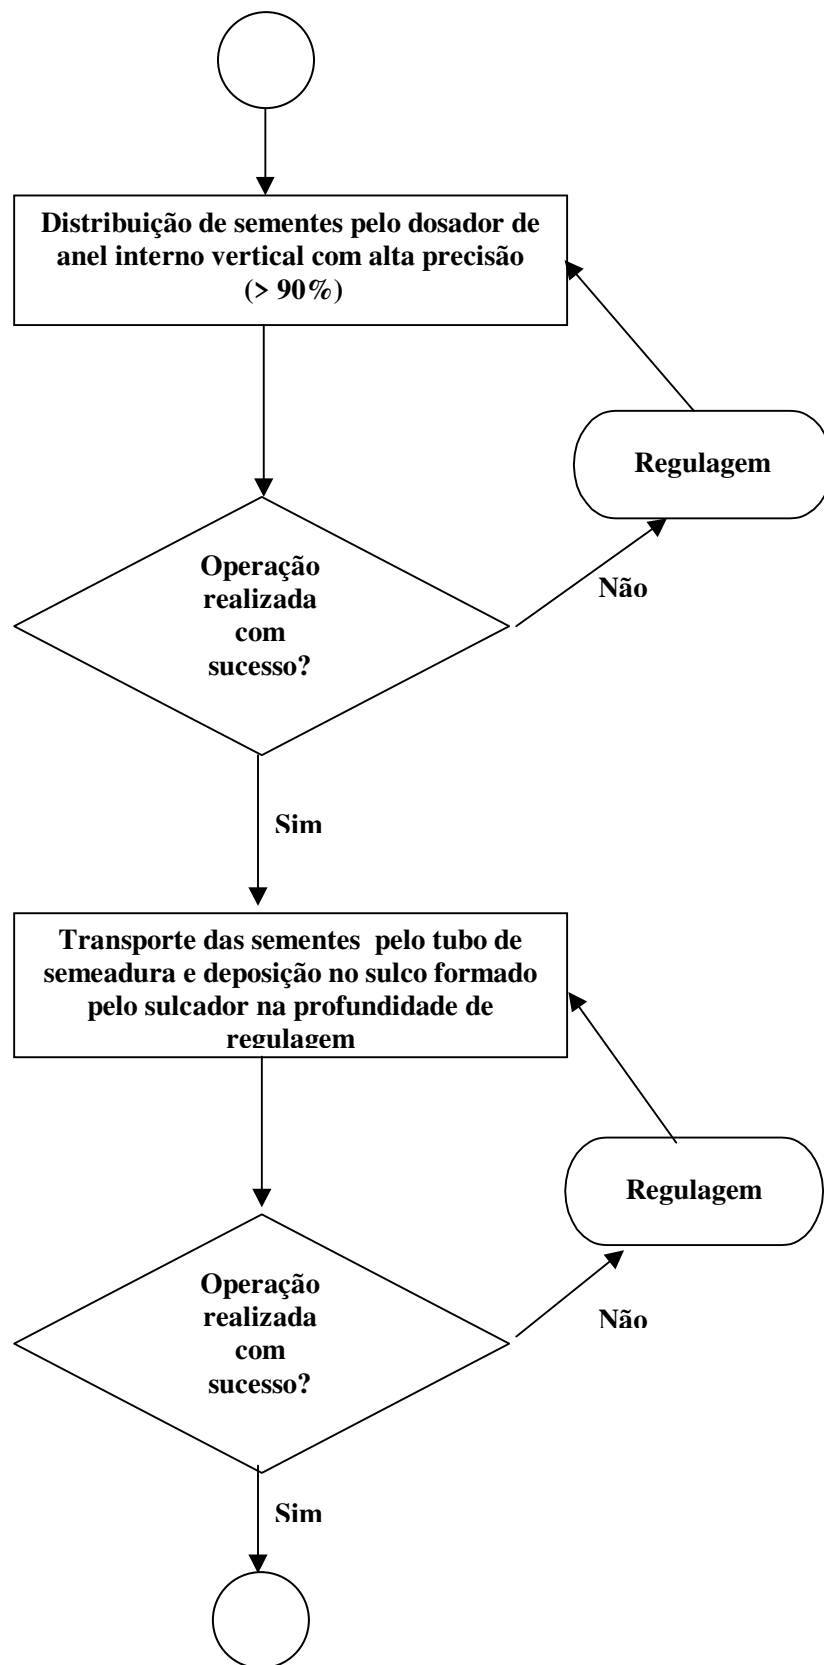 Distribuição de sementes pelo dosador de
anel interno vertical com alta precisão
(> 90%)
Regulagem
Operação
realizada
com
sucesso?
Não
Sim
Transporte das sementes pelo tubo de
semeadura e deposição no sulco formado
pelo sulcador na profundidade de
regulagem
Regulagem
Operação
realizada
com
sucesso?
Não
Sim